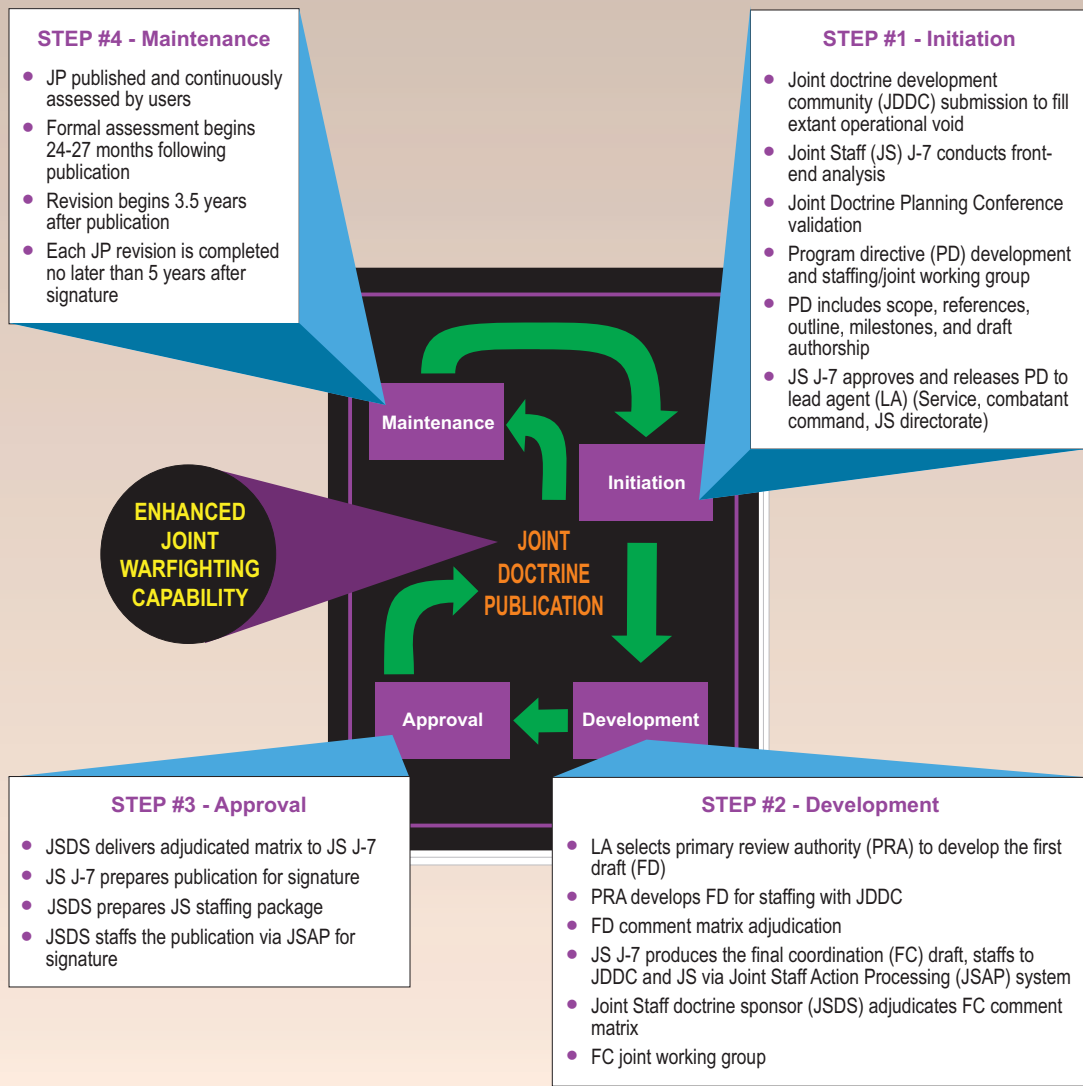 STEP #4 - Maintenance
• JP published and continuously
assessed by users
• Formal assessment begins
24-27 months following
publication
• Revision begins 3.5 years
after publication
• Each JP revision is completed
no later than 5 years after
signature
STEP #1 - Initiation
• Joint doctrine development
community (JDDC) submission to fill
extant operational void
• Joint Staff (JS) J-7 conducts front-
end analysis
• Joint Doctrine Planning Conference
validation
• Program directive (PD) development
and staffing/joint working group
• PD includes scope, references,
outline, milestones, and draft
authorship
• JS J-7 approves and releases PD to
lead agent (LA) (Service, combatant
command, JS directorate)
Maintenance
Initiation
ENHANCED
JOINT
WARFIGHTING
CAPABILITY
JOINT
DOCTRINE
PUBLICATION
Approval
Development
STEP #3 - Approval
• JSDS delivers adjudicated matrix to JS J-7
• JS J-7 prepares publication for signature
• JSDS prepares JS staffing package
• JSDS staffs the publication via JSAP for
signature
STEP #2 - Development
• LA selects primary review authority (PRA) to develop the first
draft (FD)
• PRA develops FD for staffing with JDDC
• FD comment matrix adjudication
• JS J-7 produces the final coordination (FC) draft, staffs to
JDDC and JS via Joint Staff Action Processing (JSAP) system
• Joint Staff doctrine sponsor (JSDS) adjudicates FC comment
matrix
• FC joint working group